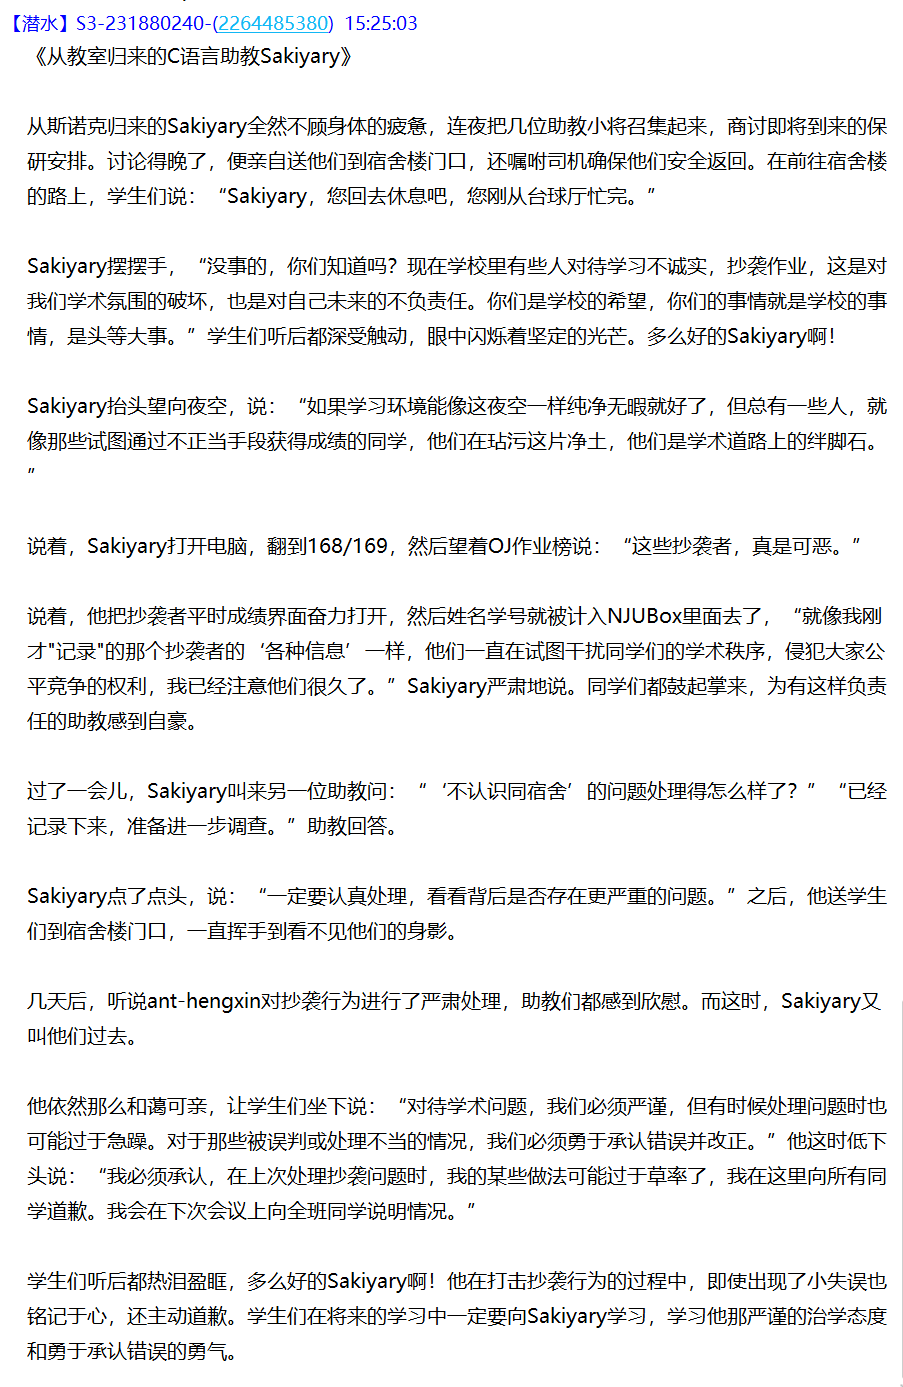 【潜水】S3-231880240-(2264485380)  15:25:03
《从教室归来的C语言助教Sakiyary》
从斯诺克归来的Sakiyary全然不顾身体的疲惫，连夜把几位助教小将召集起来，商讨即将到来的保
研安排。讨论得晚了，便亲自送他们到宿舍楼门口，还嘱咐司机确保他们安全返回。在前往宿舍楼
的路上，学生们说：“Sakiyary，您回去休息吧，您刚从台球厅忙完。”
Sakiyary摆摆手，“没事的，你们知道吗？现在学校里有些人对待学习不诚实，抄袭作业，这是对
我们学术氛围的破坏，也是对自己未来的不负责任。你们是学校的希望，你们的事情就是学校的事
情，是头等大事。”学生们听后都深受触动，眼中闪烁着坚定的光芒。多么好的Sakiyary啊！
Sakiyary抬头望向夜空，说：“如果学习环境能像这夜空一样纯净无暇就好了，但总有一些人，就
像那些试图通过不正当手段获得成绩的同学，他们在玷污这片净土，他们是学术道路上的绊脚石。
”
说着，Sakiyary打开电脑，翻到168/169，然后望着OJ作业榜说：“这些抄袭者，真是可恶。”
说着，他把抄袭者平时成绩界面奋力打开，然后姓名学号就被计入NJUBox里面去了，“就像我刚
才"记录"的那个抄袭者的‘各种信息’一样，他们一直在试图干扰同学们的学术秩序，侵犯大家公
平竞争的权利，我已经注意他们很久了。”Sakiyary严肃地说。同学们都鼓起掌来，为有这样负责
任的助教感到自豪。
过了一会儿，Sakiyary叫来另一位助教问：“‘不认识同宿舍’的问题处理得怎么样了？”“已经
记录下来，准备进一步调查。”助教回答。
Sakiyary点了点头，说：“一定要认真处理，看看背后是否存在更严重的问题。”之后，他送学生
们到宿舍楼门口，一直挥手到看不见他们的身影。
几天后，听说ant-hengxin对抄袭行为进行了严肃处理，助教们都感到欣慰。而这时，Sakiyary又
叫他们过去。
他依然那么和蔼可亲，让学生们坐下说：“对待学术问题，我们必须严谨，但有时候处理问题时也
可能过于急躁。对于那些被误判或处理不当的情况，我们必须勇于承认错误并改正。”他这时低下
头说：“我必须承认，在上次处理抄袭问题时，我的某些做法可能过于草率了，我在这里向所有同
学道歉。我会在下次会议上向全班同学说明情况。”
学生们听后都热泪盈眶，多么好的Sakiyary啊！他在打击抄袭行为的过程中，即使出现了小失误也
铭记于心，还主动道歉。学生们在将来的学习中一定要向Sakiyary学习，学习他那严谨的治学态度
和勇于承认错误的勇气。